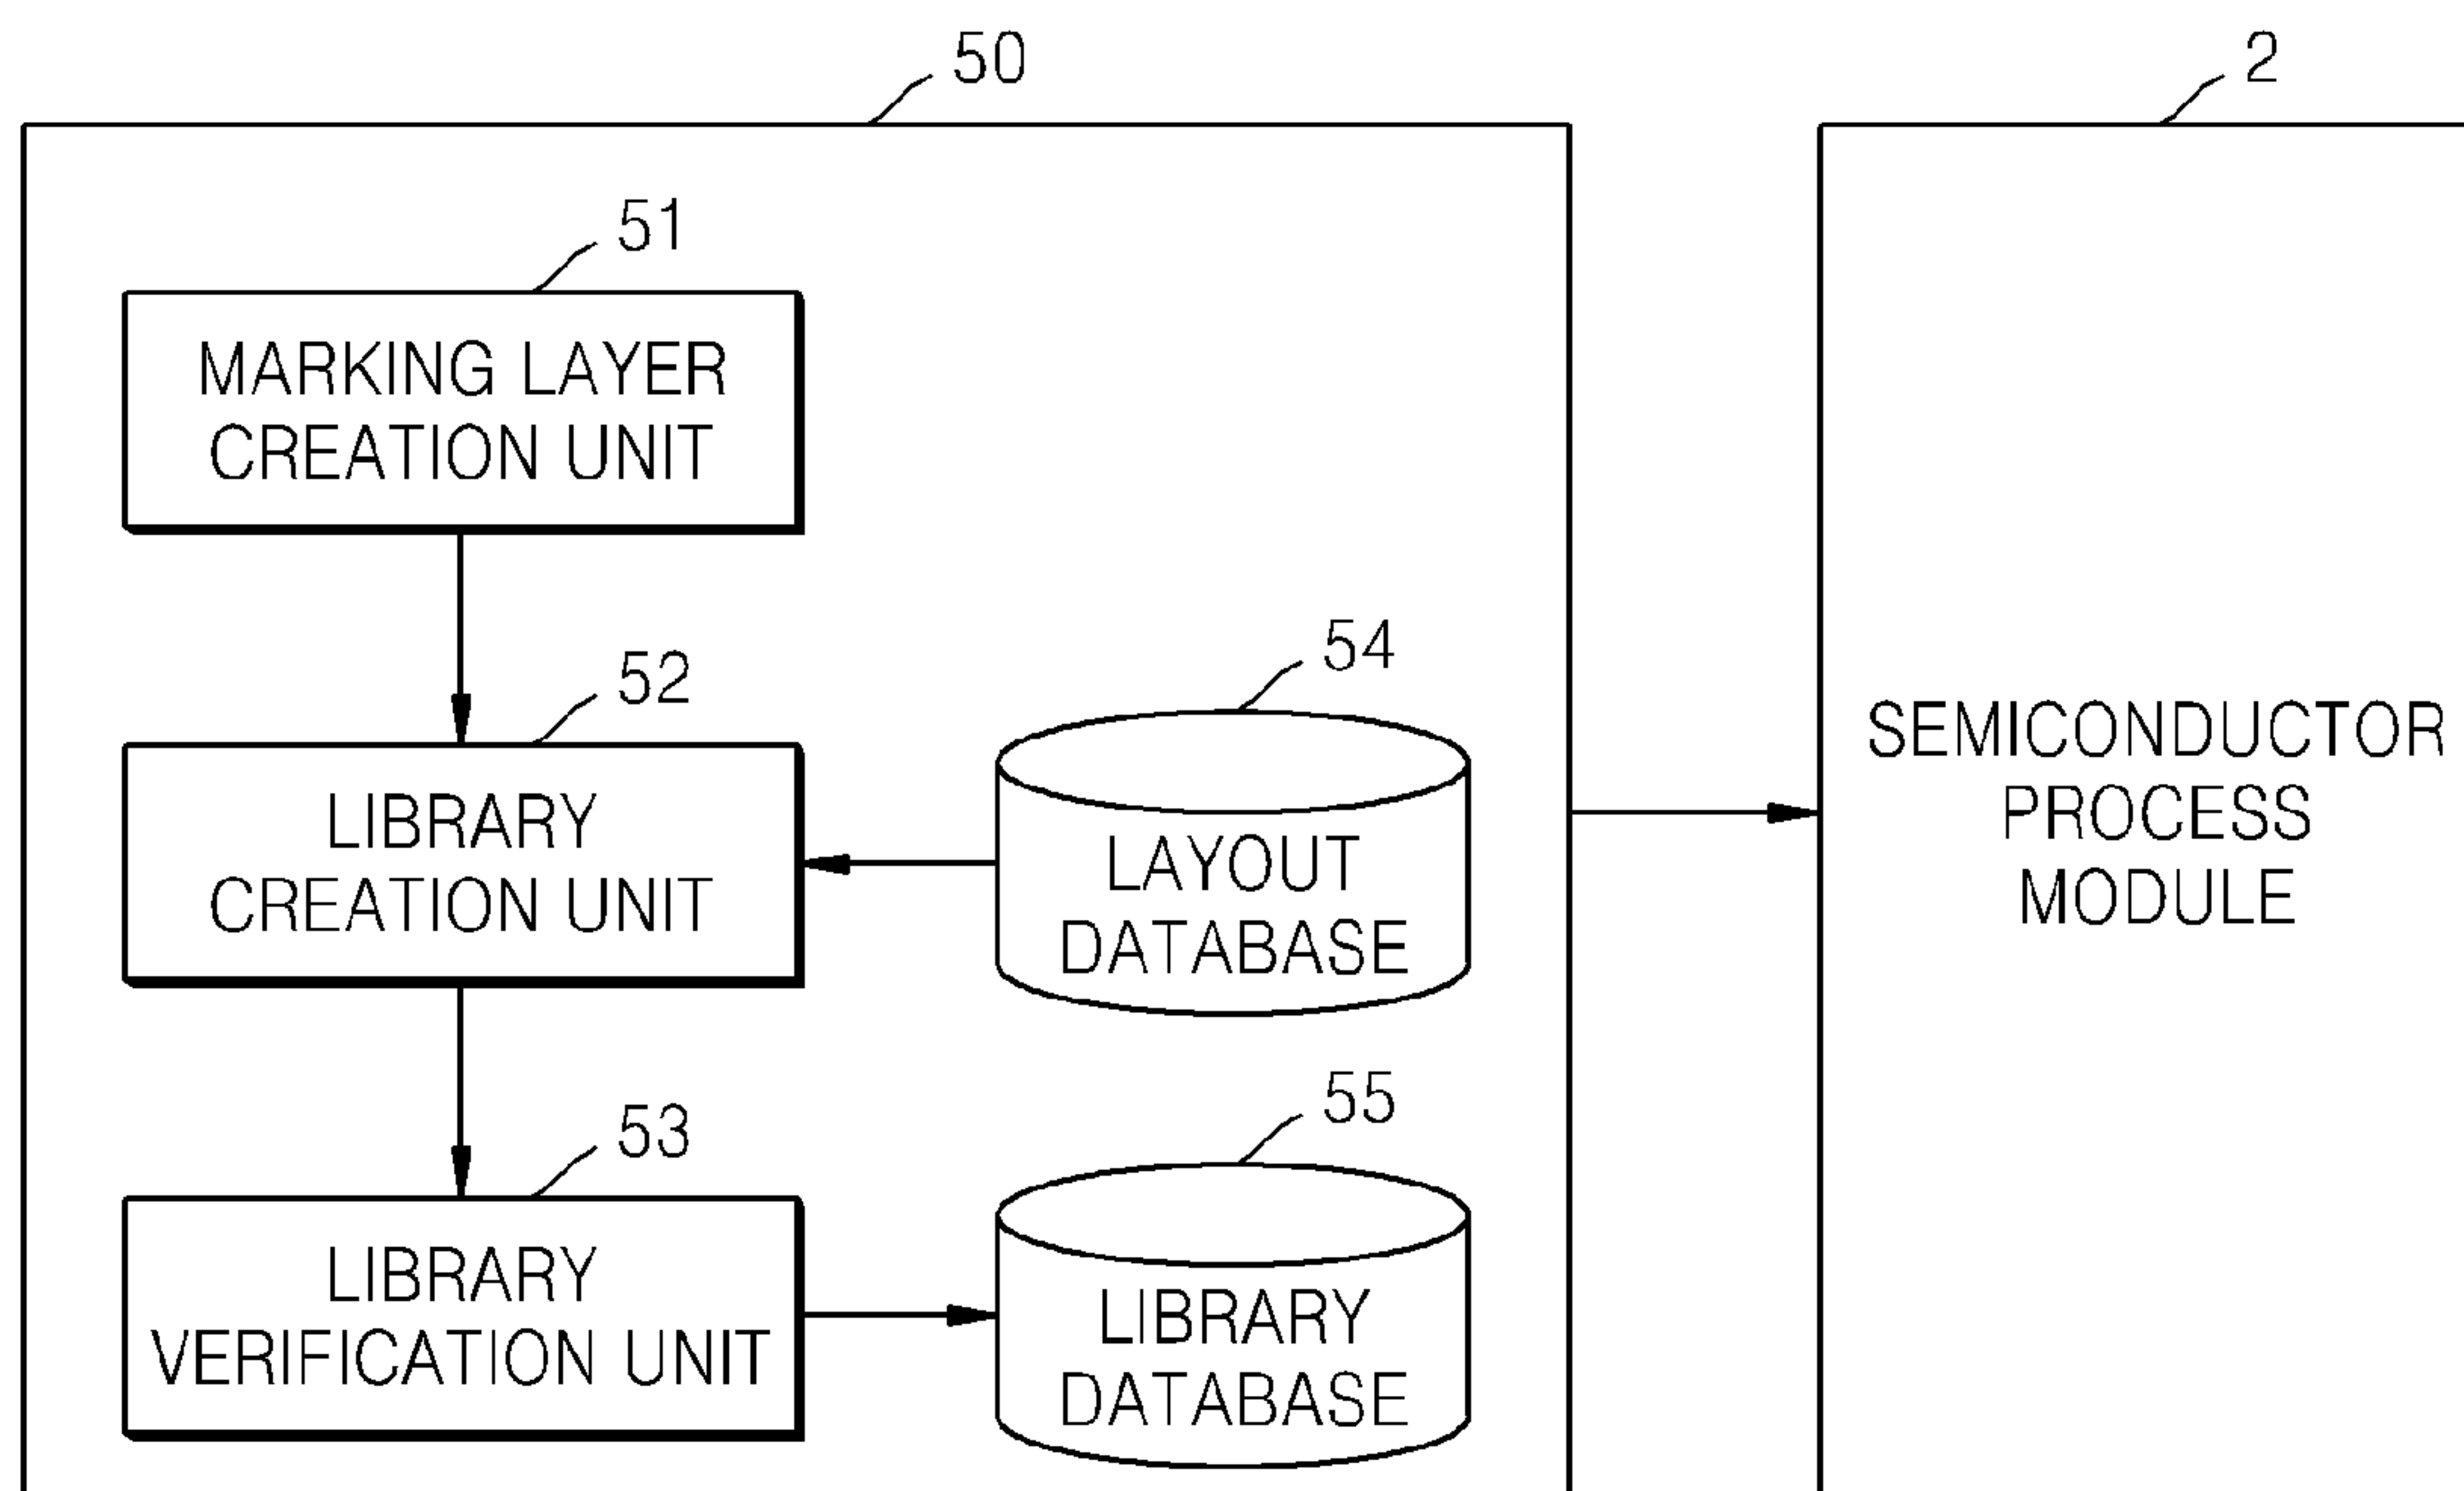 50
2
51
MARKING LAYER
CREATION UNIT
52
LIBRARY
CREATION UNIT
54
LAYOUT
DATABASE
SEMICONDUCTOR
PROCESS
MODULE
53
LIBRARY
VERIFICATION UNIT
55
LIBRARY
DATABASE